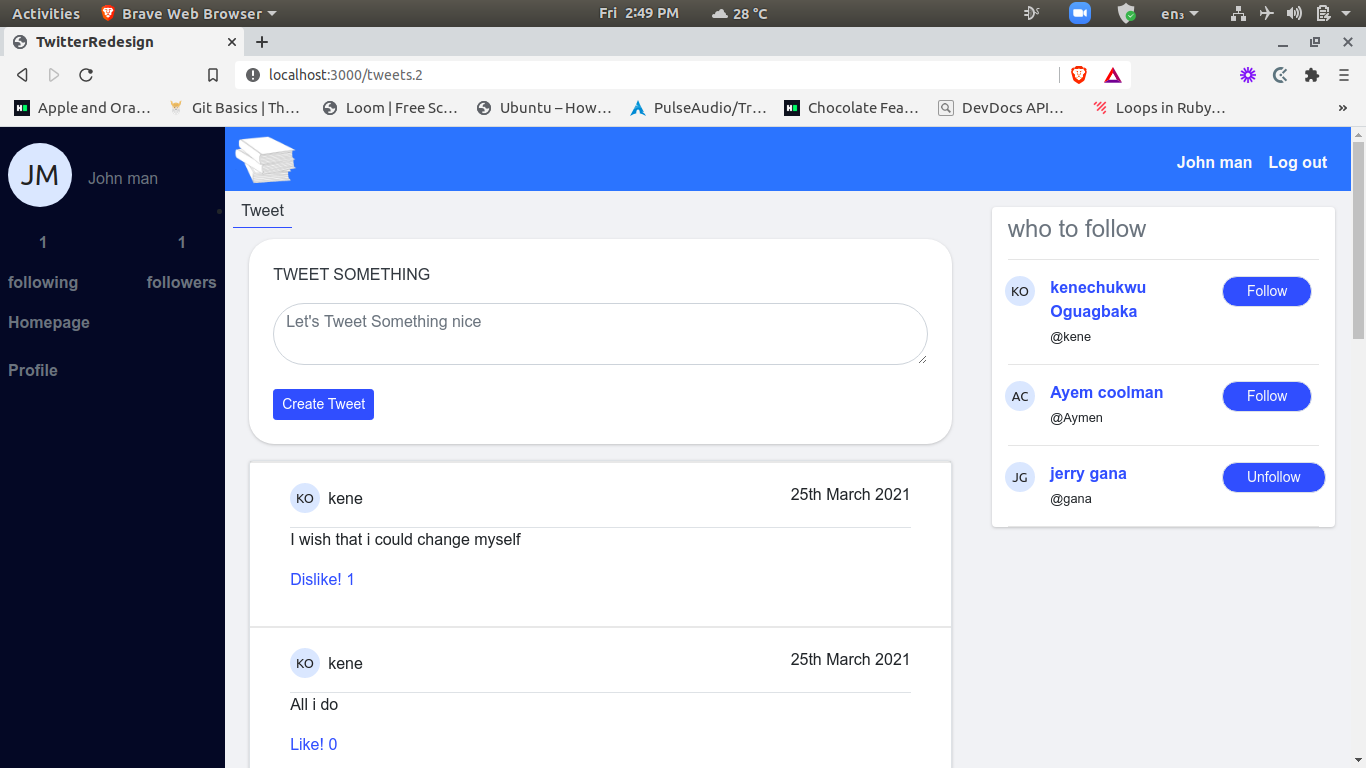 Activities Brave Web Browser Fri 2:49 PM 28 °C en₃
TwitterRedesign
localhost:3000/tweets.2
Apple and Ora… Git Basics | Th… Loom | Free Sc… Ubuntu – How… PulseAudio/Tr… Chocolate Fea… DevDocs API… Loops in Ruby… »
JM John man
1 1
following followers
Homepage
Profile
John man Log out
Tweet
TWEET SOMETHING
Let's Tweet Something nice
Create Tweet
KO kene 25th March 2021
I wish that i could change myself
Dislike! 1
KO kene 25th March 2021
All i do
Like! 0
who to follow
KO kenechukwu Follow
Oguagbaka
@kene
AC Ayem coolman Follow
@Aymen
JG jerry gana Unfollow
@gana